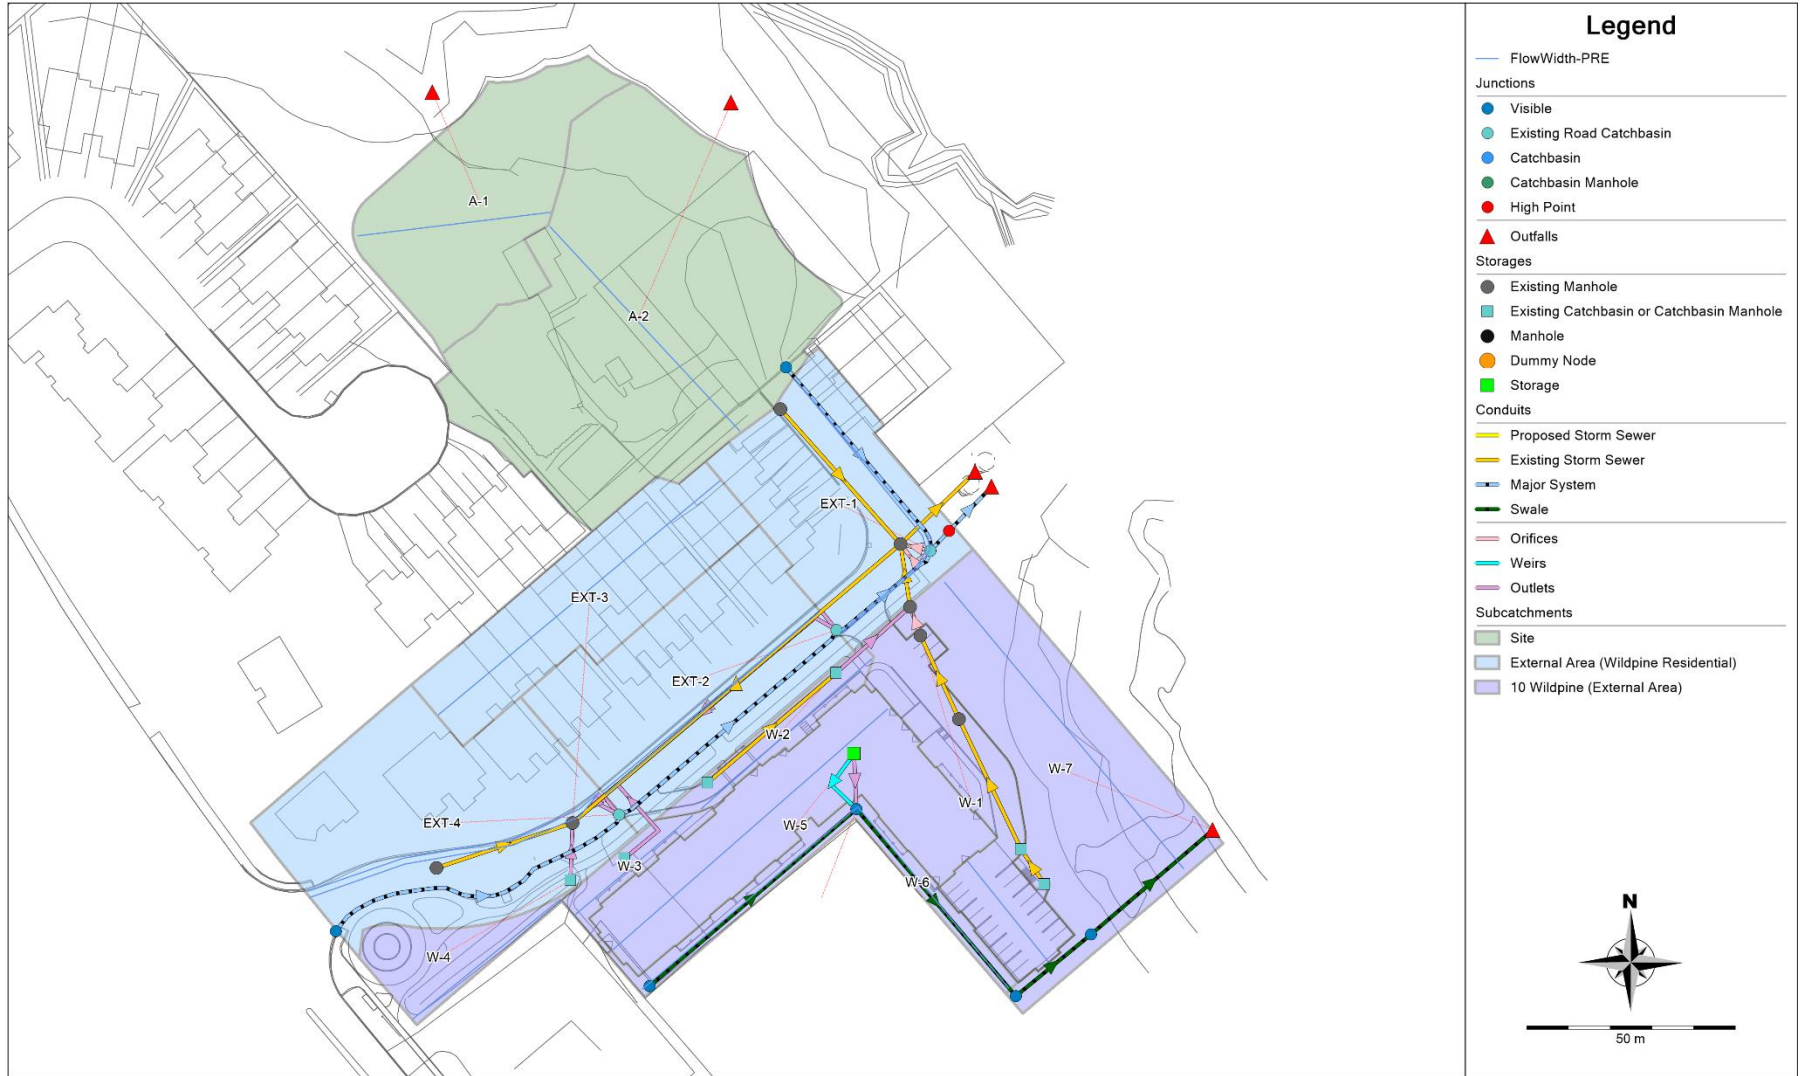 A-1
A-2
EXT-1
EXT-3
EXT-2
W-2
W-7
W-1
EXT-4
W-5
W-3
W-6
W-4
Legend
FlowWidth-PRE
Junctions
Visible
Existing Road Catchbasin
Catchbasin
Catchbasin Manhole
High Point
Outfalls
Storages
Existing Manhole
Existing Catchbasin or Catchbasin Manhole
Manhole
Dummy Node
Storage
Conduits
Proposed Storm Sewer
Existing Storm Sewer
Major System
Swale
Orifices
Weirs
Outlets
Subcatchments
Site
External Area (Wildpine Residential)
10 Wildpine (External Area)
N
50 m